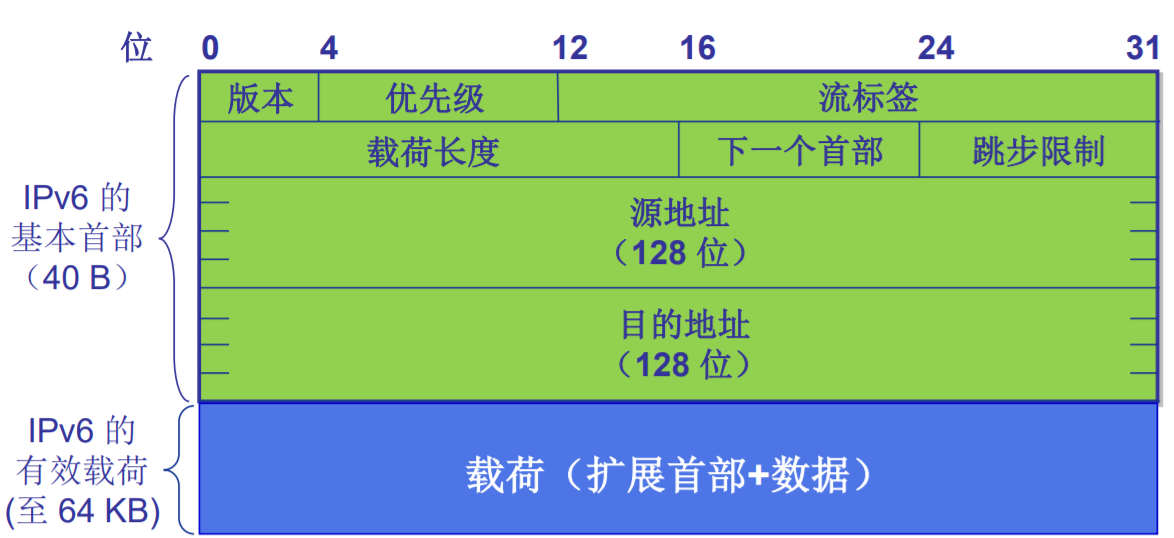 位 0 4 12 16 24 31
版本 优先级 流标签
载荷长度 下一个首部 跳步限制
IPv6 的
基本首部
（40 B）
源地址
（128 位）
目的地址
（128 位）
IPv6 的
有效载荷
(至 64 KB)
载荷（扩展首部+数据）